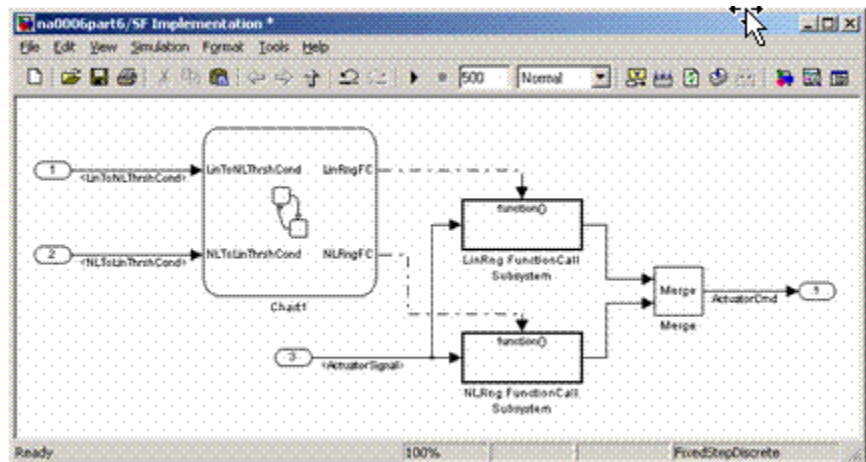 na0006part6/SF Implementation *
File Edit View Simulation Format Tools Help
500 Normal
1
<LinToNLThrshCond>
LinToNLThrshCond LinRngFC
2
<NLToLinThrshCond>
NLToLinThrshCond NLRngFC
Chart1
function()
LinRng FunctionCall
Subsystem
Merge
Merge
ActuatorCmd
1
3
<ActuatorSignal>
function()
NLRng FunctionCall
Subsystem
Ready 100% FixedStepDiscrete